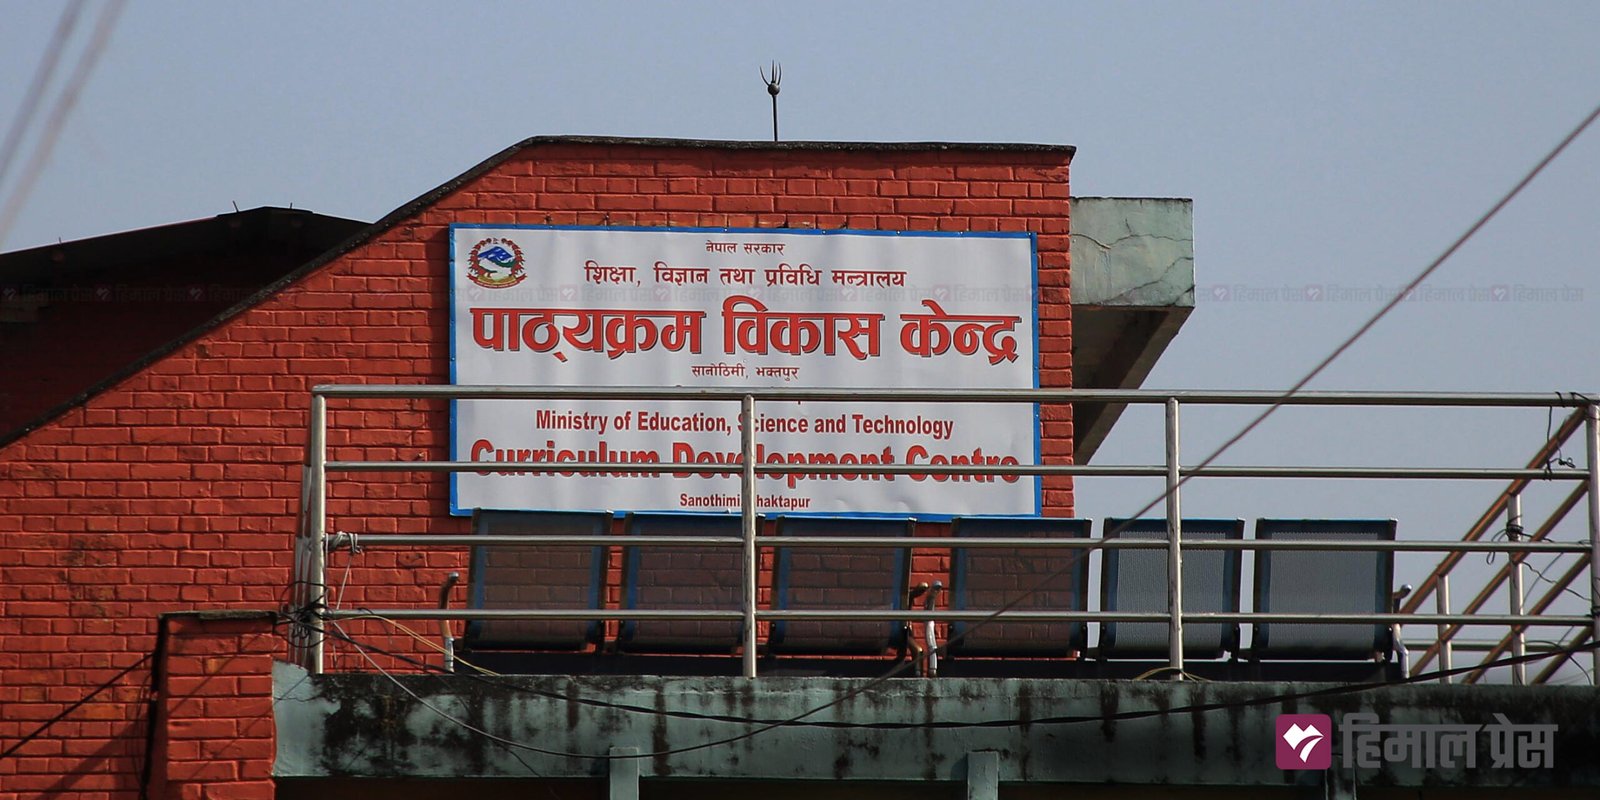 नेपाल सरकार
शिक्षा, विज्ञान तथा प्रविधि मन्त्रालय
पाठ्यक्रम विकास केन्द्र
सानोठिमी, भक्तपुर
Ministry of Education, Science and Technology
Curriculum Development Centre
Sanothimi
हिमाल प्रेस